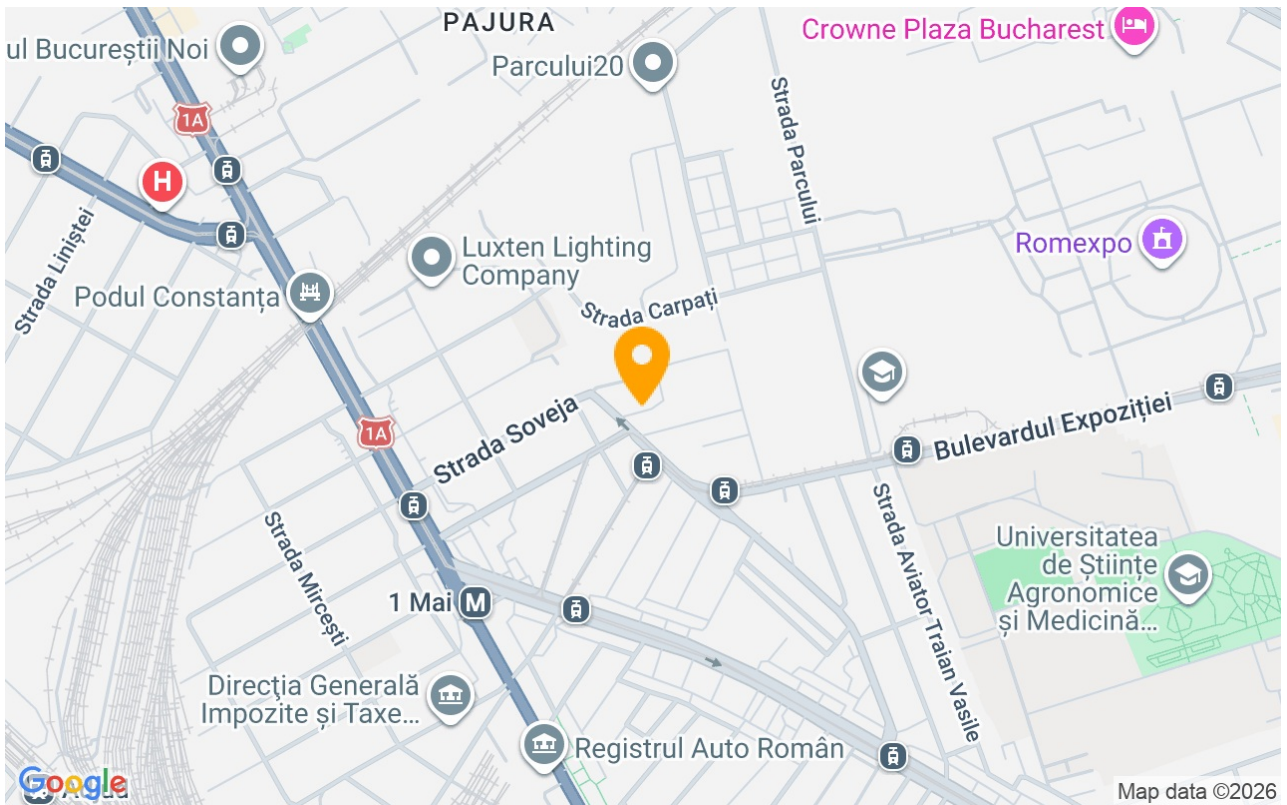 PAJURA
Crowne Plaza Bucharest
ul Bucureștii Noi
Parcului20
1A
Strada Parcului
H
Strada Liniștei
Romexpo
Luxten Lighting
Company
Podul Constanța
Strada Carpați
1A
Strada Soveja
Bulevardul Expoziției
Strada Mircești
Strada Aviator Traian Vasile
Universitatea
de Științe
Agronomice
și Medicină...
1 Mai
M
Direcţia Generală
Impozite și Taxe...
Registrul Auto Român
Google
Map data ©2026